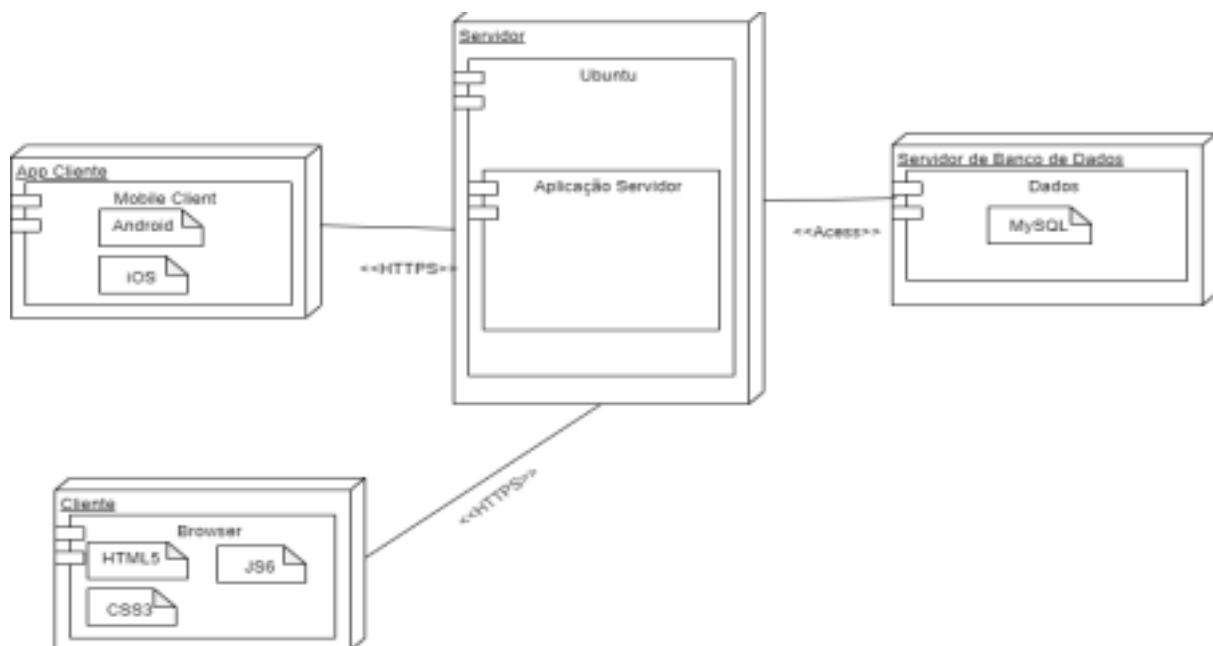 Servidor
Ubuntu
Aplicação Servidor
App Cliente
Mobile Client
Android
iOS
<<HTTPS>>
<<Acess>>
Servidor de Banco de Dados
Dados
MySQL
<<HTTPS>>
Cliente
Browser
HTML5
JS6
CSS3